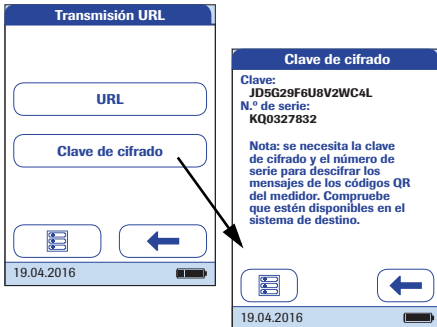 Transmisión URL
URL
Clave de cifrado
19.04.2016
Clave de cifrado
Clave:
JD5G29F6U8V2WC4L
N.º de serie:
KQ0327832
Nota: se necesita la clave
de cifrado y el número de
serie para descifrar los
mensajes de los códigos QR
del medidor. Compruebe
que estén disponibles en el
sistema de destino.
19.04.2016